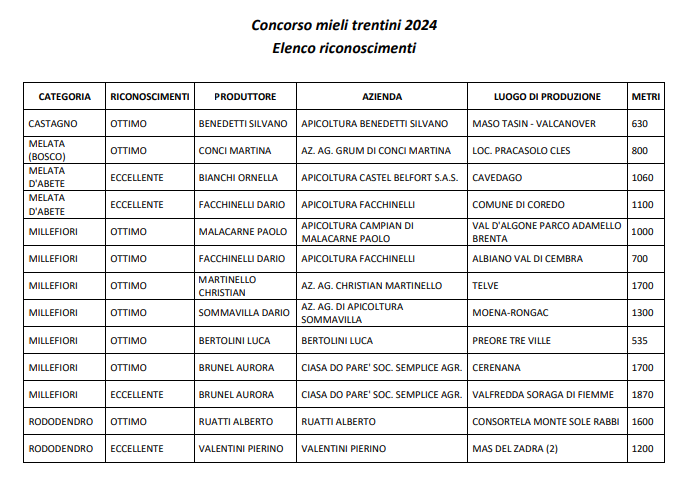 Concorso mieli trentini 2024
Elenco riconoscimenti
CATEGORIA RICONOSCIMENTI PRODUTTORE AZIENDA LUOGO DI PRODUZIONE METRI
CASTAGNO OTTIMO BENEDETTI SILVANO APICOLTURA BENEDETTI SILVANO MASO TASIN - VALCANOVER 630
MELATA (BOSCO) OTTIMO CONCI MARTINA AZ. AG. GRUM DI CONCI MARTINA LOC. PRACASOLO CLES 800
MELATA D'ABETE ECCELLENTE BIANCHI ORNELLA APICOLTURA CASTEL BELFORT S.A.S. CAVEDAGO 1060
MELATA D'ABETE ECCELLENTE FACCHINELLI DARIO APICOLTURA FACCHINELLI COMUNE DI COREDO 1100
MILLEFIORI OTTIMO MALACARNE PAOLO APICOLTURA CAMPIAN DI MALACARNE PAOLO VAL D'ALGONE PARCO ADAMELLO BRENTA 1000
MILLEFIORI OTTIMO FACCHINELLI DARIO APICOLTURA FACCHINELLI ALBIANO VAL DI CEMBRA 700
MILLEFIORI OTTIMO MARTINELLO CHRISTIAN AZ. AG. CHRISTIAN MARTINELLO TELVE 1700
MILLEFIORI OTTIMO SOMMAVILLA DARIO AZ. AG. DI APICOLTURA SOMMAVILLA MOENA-RONGAC 1300
MILLEFIORI OTTIMO BERTOLINI LUCA BERTOLINI LUCA PREORE TRE VILLE 535
MILLEFIORI OTTIMO BRUNEL AURORA CIASA DO PARE' SOC. SEMPLICE AGR. CERENANA 1700
MILLEFIORI ECCELLENTE BRUNEL AURORA CIASA DO PARE' SOC. SEMPLICE AGR. VALFREDDA SORAGA DI FIEMME 1870
RODODENDRO OTTIMO RUATTI ALBERTO RUATTI ALBERTO CONSORTELA MONTE SOLE RABBI 1600
RODODENDRO ECCELLENTE VALENTINI PIERINO VALENTINI PIERINO MAS DEL ZADRA (2) 1200